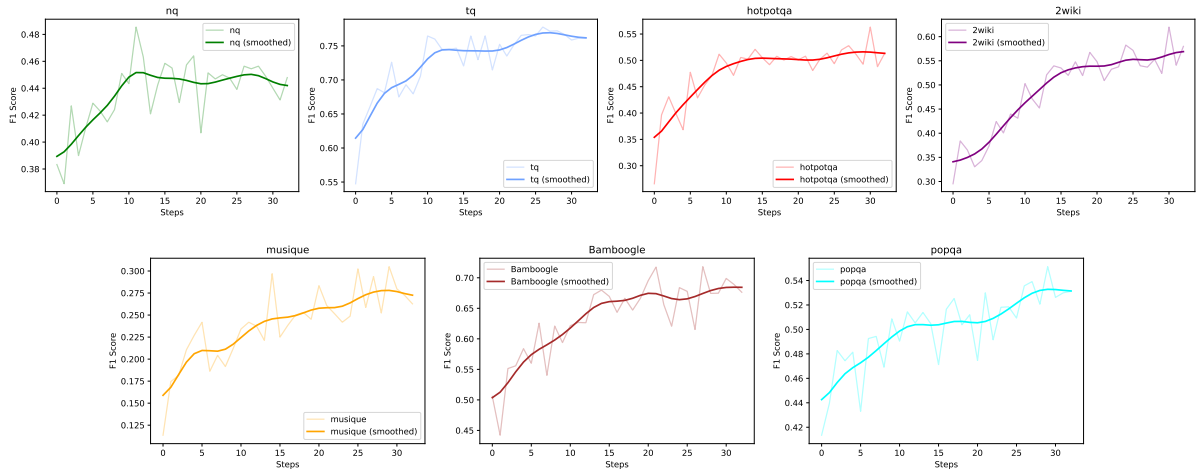 nq
0.48
0.46
0.44
0.42
0.40
0.38
F1 Score
0 5 10 15 20 25 30
Steps
nq
nq (smoothed)
tq
0.75
0.70
0.65
0.60
0.55
F1 Score
0 5 10 15 20 25 30
Steps
tq
tq (smoothed)
hotpotqa
0.55
0.50
0.45
0.40
0.35
0.30
F1 Score
0 5 10 15 20 25 30
Steps
hotpotqa
hotpotqa (smoothed)
2wiki
0.60
0.55
0.50
0.45
0.40
0.35
0.30
F1 Score
0 5 10 15 20 25 30
Steps
2wiki
2wiki (smoothed)
musique
0.300
0.275
0.250
0.225
0.200
0.175
0.150
0.125
F1 Score
0 5 10 15 20 25 30
Steps
musique
musique (smoothed)
Bamboogle
0.70
0.65
0.60
0.55
0.50
0.45
F1 Score
0 5 10 15 20 25 30
Steps
Bamboogle
Bamboogle (smoothed)
popqa
0.54
0.52
0.50
0.48
0.46
0.44
0.42
F1 Score
0 5 10 15 20 25 30
Steps
popqa
popqa (smoothed)